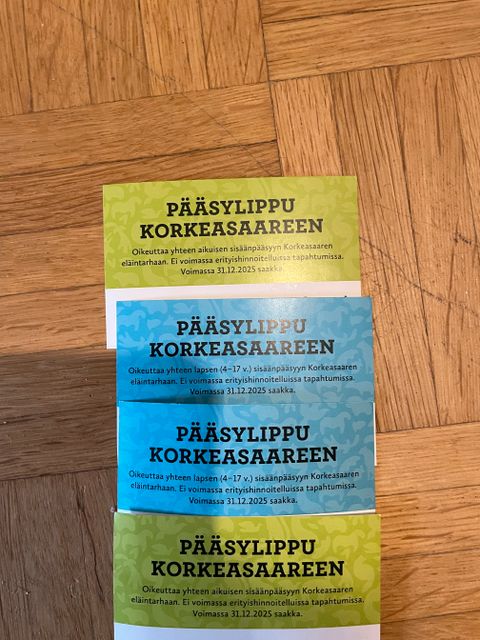 PÄÄSYLIPPU
KORKEASAAREEN
Oikeuttaa yhteen aikuisen sisäänpääsyyn Korkeasaaren
eläintarhaan. Ei voimassa erityishinnoitelluissa tapahtumissa.
Voimassa 31.12.2025 saakka.
PÄÄSYLIPPU
KORKEASAAREEN
Oikeuttaa yhteen lapsen (4–17 v.) sisäänpääsyyn Korkeasaaren
eläintarhaan. Ei voimassa erityishinnoitelluissa tapahtumissa.
Voimassa 31.12.2025 saakka.
PÄÄSYLIPPU
KORKEASAAREEN
Oikeuttaa yhteen lapsen (4–17 v.) sisäänpääsyyn Korkeasaaren
eläintarhaan. Ei voimassa erityishinnoitelluissa tapahtumissa.
Voimassa 31.12.2025 saakka.
PÄÄSYLIPPU
KORKEASAAREEN
Oikeuttaa yhteen aikuisen sisäänpääsyyn Korkeasaaren
eläintarhaan. Ei voimassa erityishinnoitelluissa tapahtumissa.
Voimassa 31.12.2025 saakka.